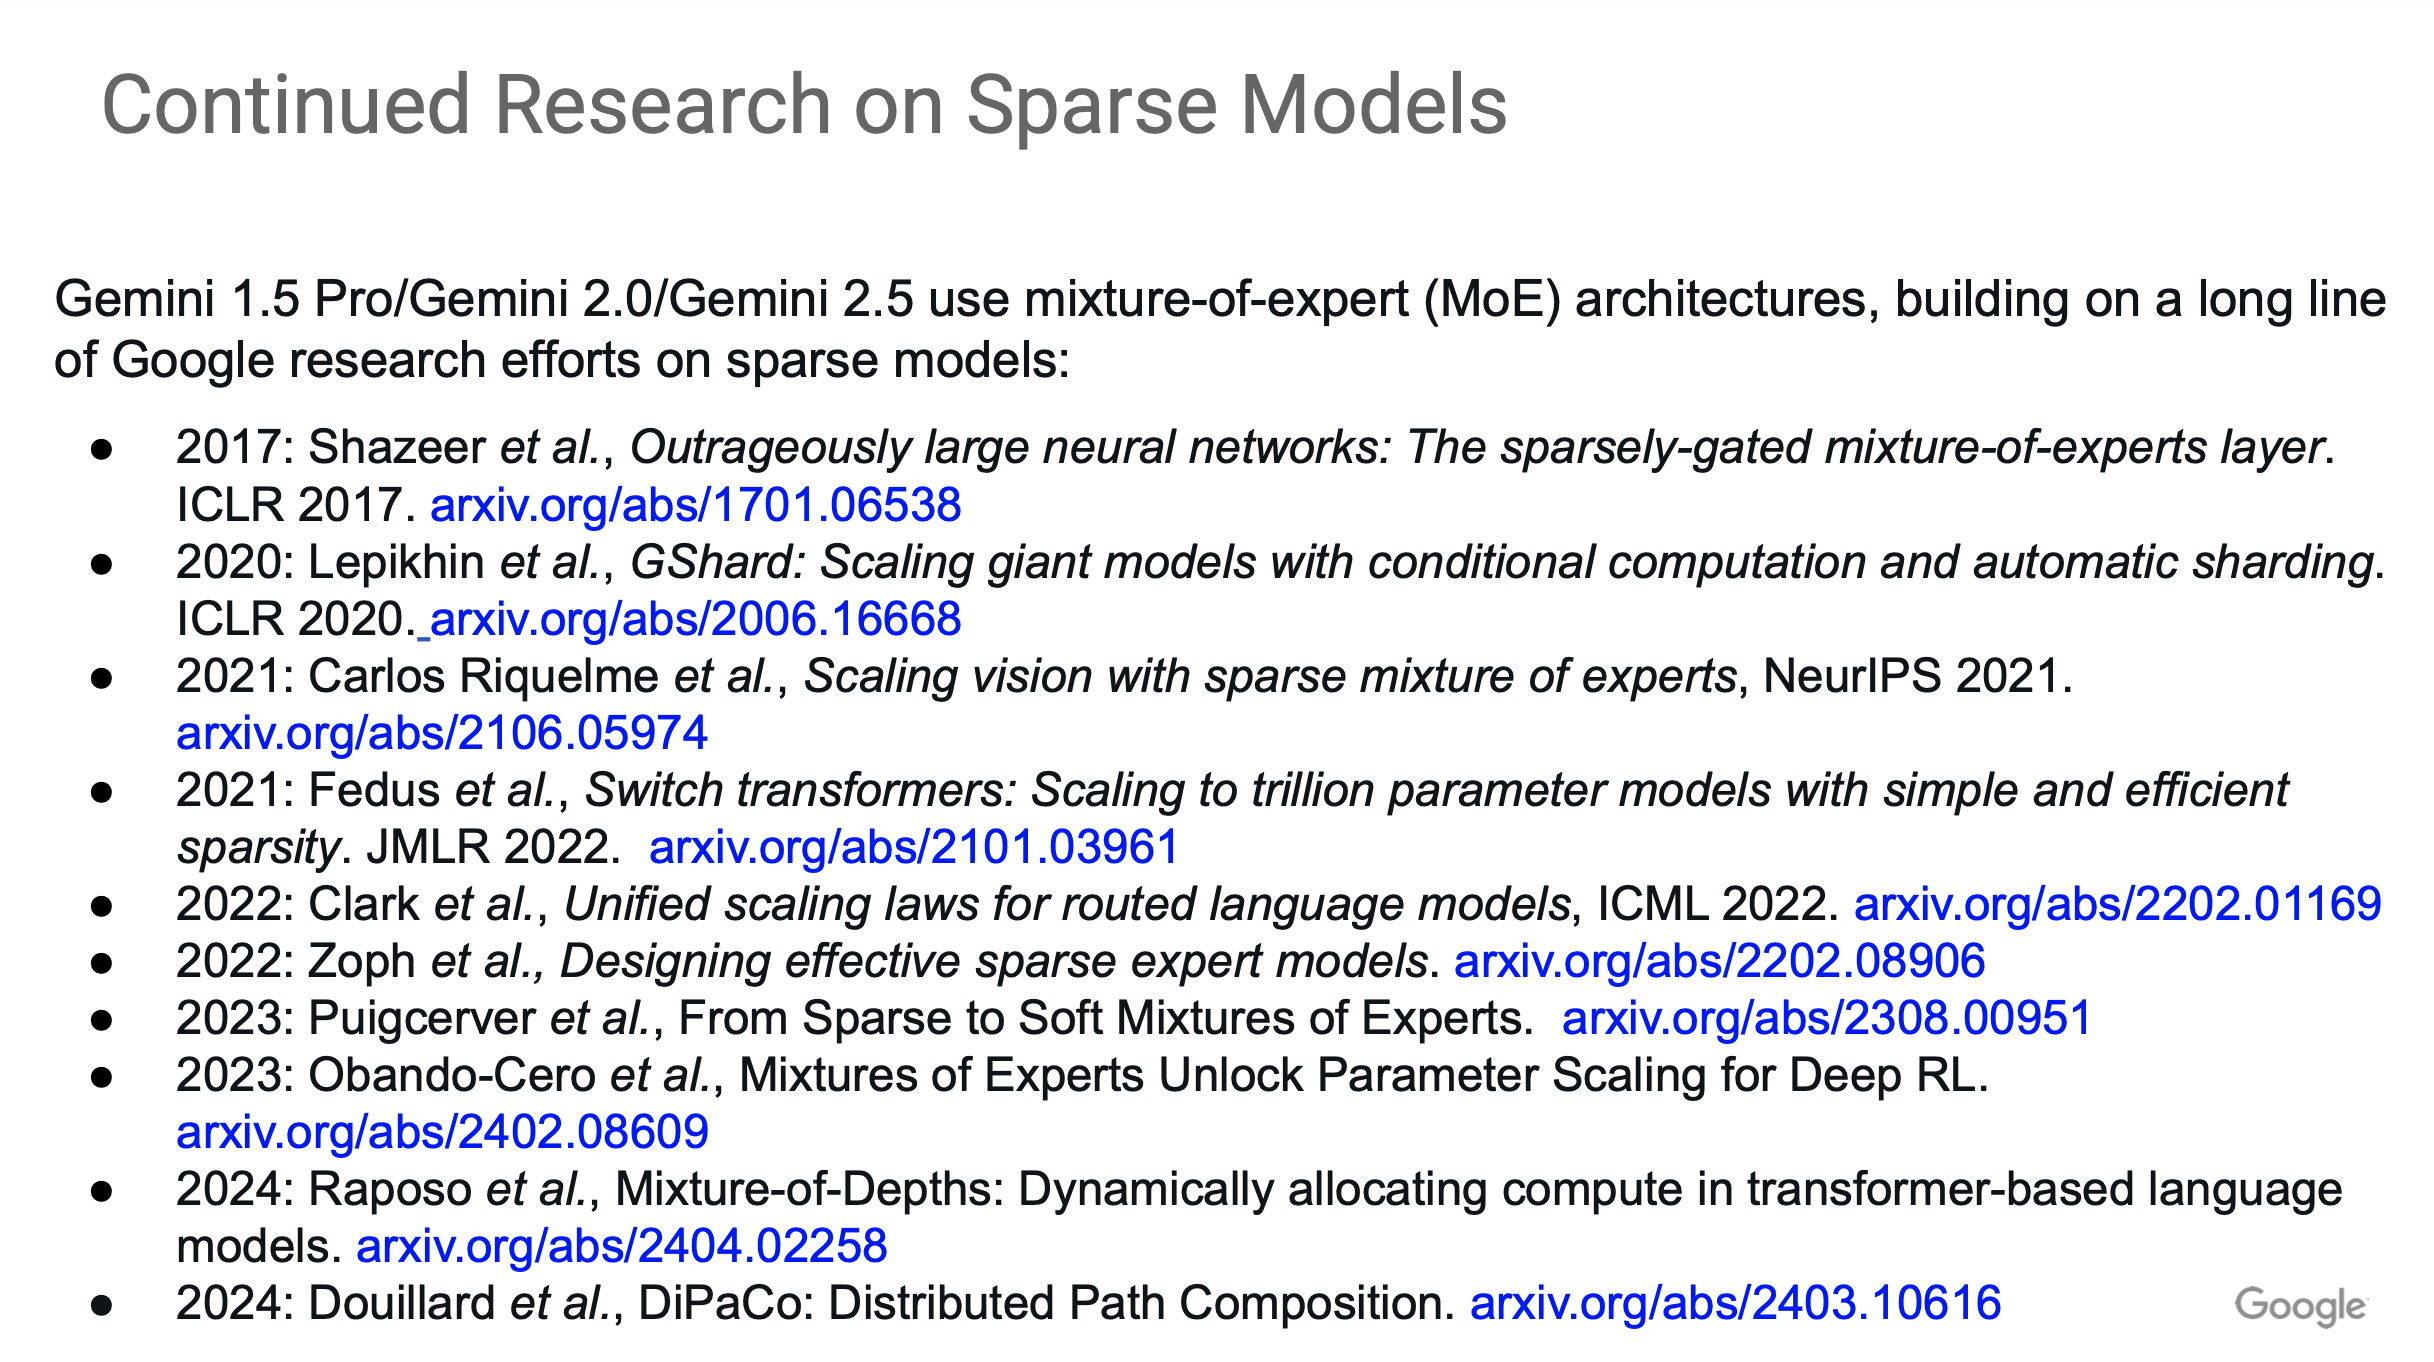 Continued Research on Sparse Models
Gemini 1.5 Pro/Gemini 2.0/Gemini 2.5 use mixture-of-expert (MoE) architectures, building on a long line
of Google research efforts on sparse models:
● 2017: Shazeer et al., Outrageously large neural networks: The sparsely-gated mixture-of-experts layer.
ICLR 2017. arxiv.org/abs/1701.06538
● 2020: Lepikhin et al., GShard: Scaling giant models with conditional computation and automatic sharding.
ICLR 2020. arxiv.org/abs/2006.16668
● 2021: Carlos Riquelme et al., Scaling vision with sparse mixture of experts, NeurIPS 2021.
arxiv.org/abs/2106.05974
● 2021: Fedus et al., Switch transformers: Scaling to trillion parameter models with simple and efficient
sparsity. JMLR 2022. arxiv.org/abs/2101.03961
● 2022: Clark et al., Unified scaling laws for routed language models, ICML 2022. arxiv.org/abs/2202.01169
● 2022: Zoph et al., Designing effective sparse expert models. arxiv.org/abs/2202.08906
● 2023: Puigcerver et al., From Sparse to Soft Mixtures of Experts. arxiv.org/abs/2308.00951
● 2023: Obando-Cero et al., Mixtures of Experts Unlock Parameter Scaling for Deep RL.
arxiv.org/abs/2402.08609
● 2024: Raposo et al., Mixture-of-Depths: Dynamically allocating compute in transformer-based language
models. arxiv.org/abs/2404.02258
● 2024: Douillard et al., DiPaCo: Distributed Path Composition. arxiv.org/abs/2403.10616
Google